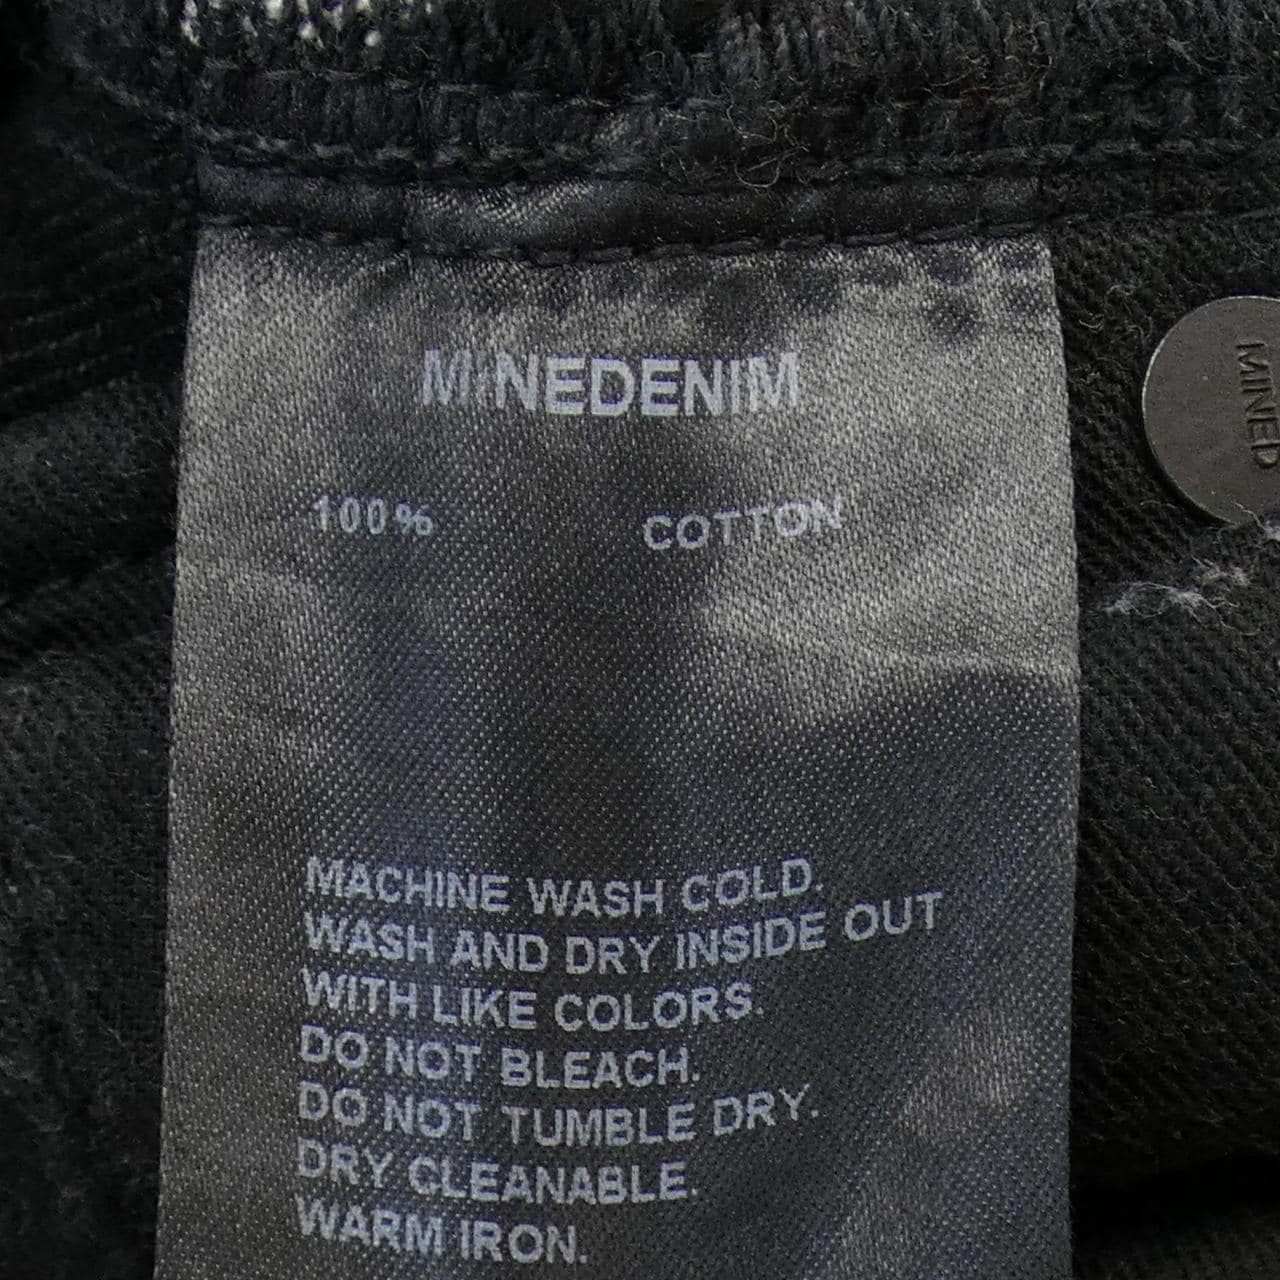 MINEDENIM
100% COTTON
MACHINE WASH COLD.
WASH AND DRY INSIDE OUT
WITH LIKE COLORS.
DO NOT BLEACH.
DO NOT TUMBLE DRY.
DRY CLEANABLE.
WARM IRON.
MINED